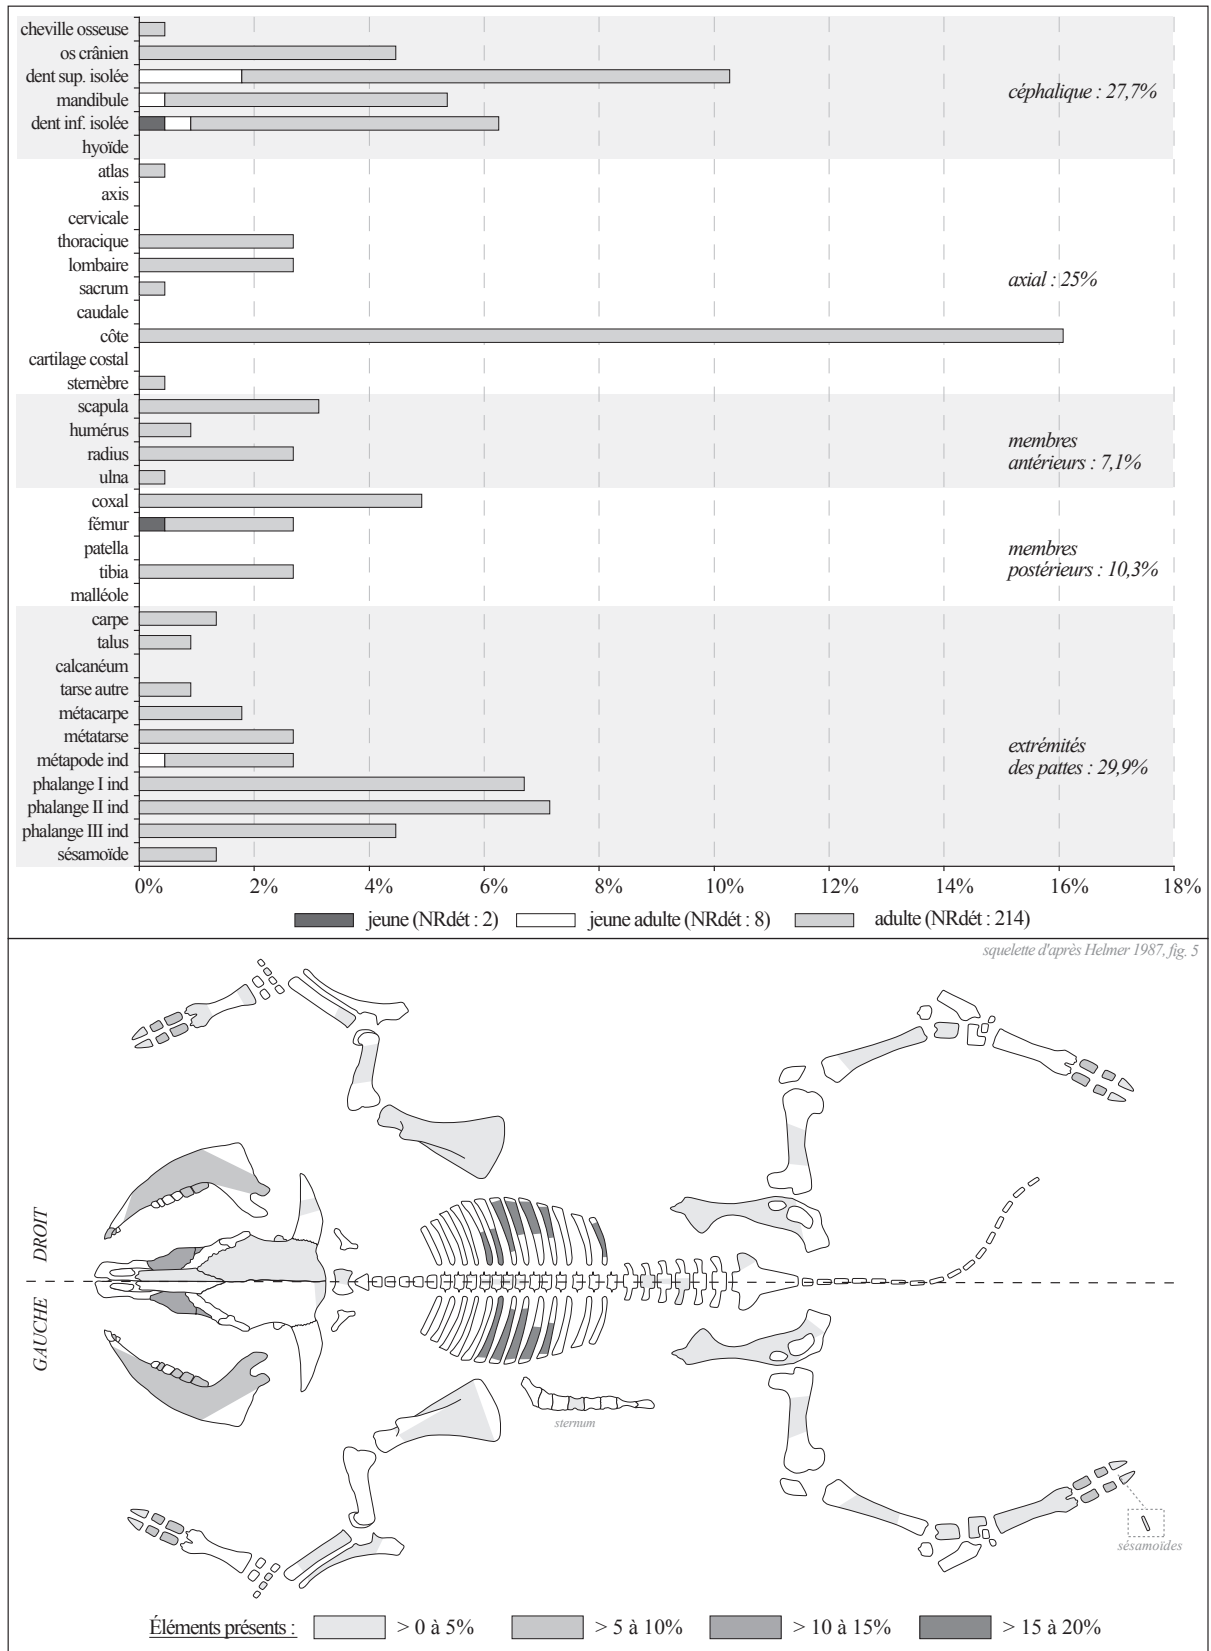 cheville osseuse
os crânien
dent sup. isolée
mandibule
dent inf. isolée
hyoïde
céphalique : 27,7%
atlas
axis
cervicale
thoracique
lombaire
sacrum
caudale
côte
cartilage costal
sternèbre
axial : 25%
scapula
humérus
radius
ulna
membres
antérieurs : 7,1%
coxal
fémur
patella
tibia
malléole
membres
postérieurs : 10,3%
carpe
talus
calcanéum
tarse autre
métacarpe
métatarse
métapode ind
phalange I ind
phalange II ind
phalange III ind
sésamoïde
extrémités
des pattes : 29,9%
0% 2% 4% 6% 8% 10% 12% 14% 16% 18%
jeune (NRdét : 2) jeune adulte (NRdét : 8) adulte (NRdét : 214)
squelette d'après Helmer 1987, fig. 5
DROIT
GAUCHE
sternum
sésamoïdes
Éléments présents : > 0 à 5% > 5 à 10% > 10 à 15% > 15 à 20%